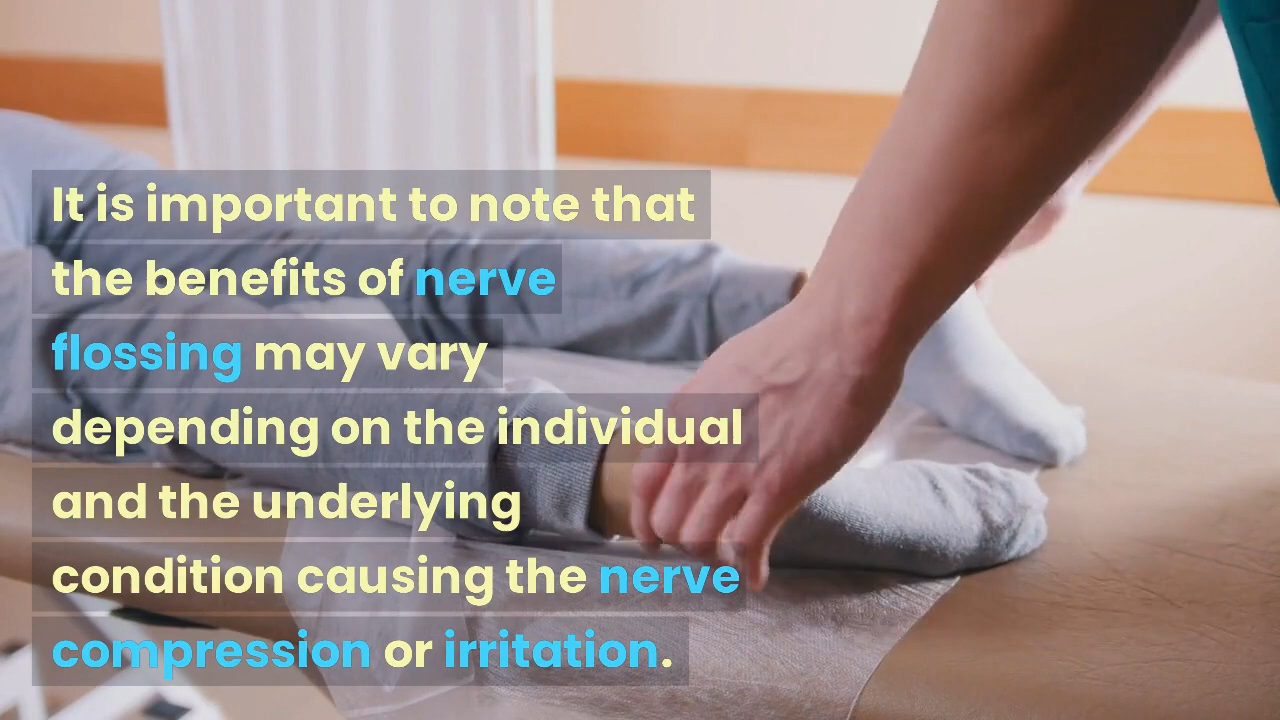 It is important to note that
the benefits of nerve
flossing may vary
depending on the individual
and the underlying
condition causing the nerve
compression or irritation.